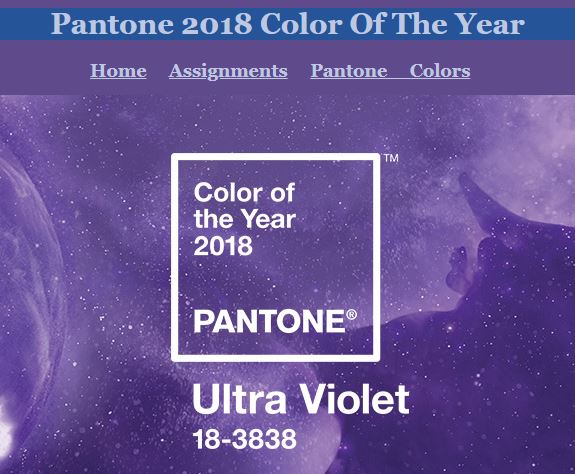 Pantone 2018 Color Of The Year
Home Assignments Pantone Colors
TM
Color of
the Year
2018
PANTONE®
Ultra Violet
18-3838